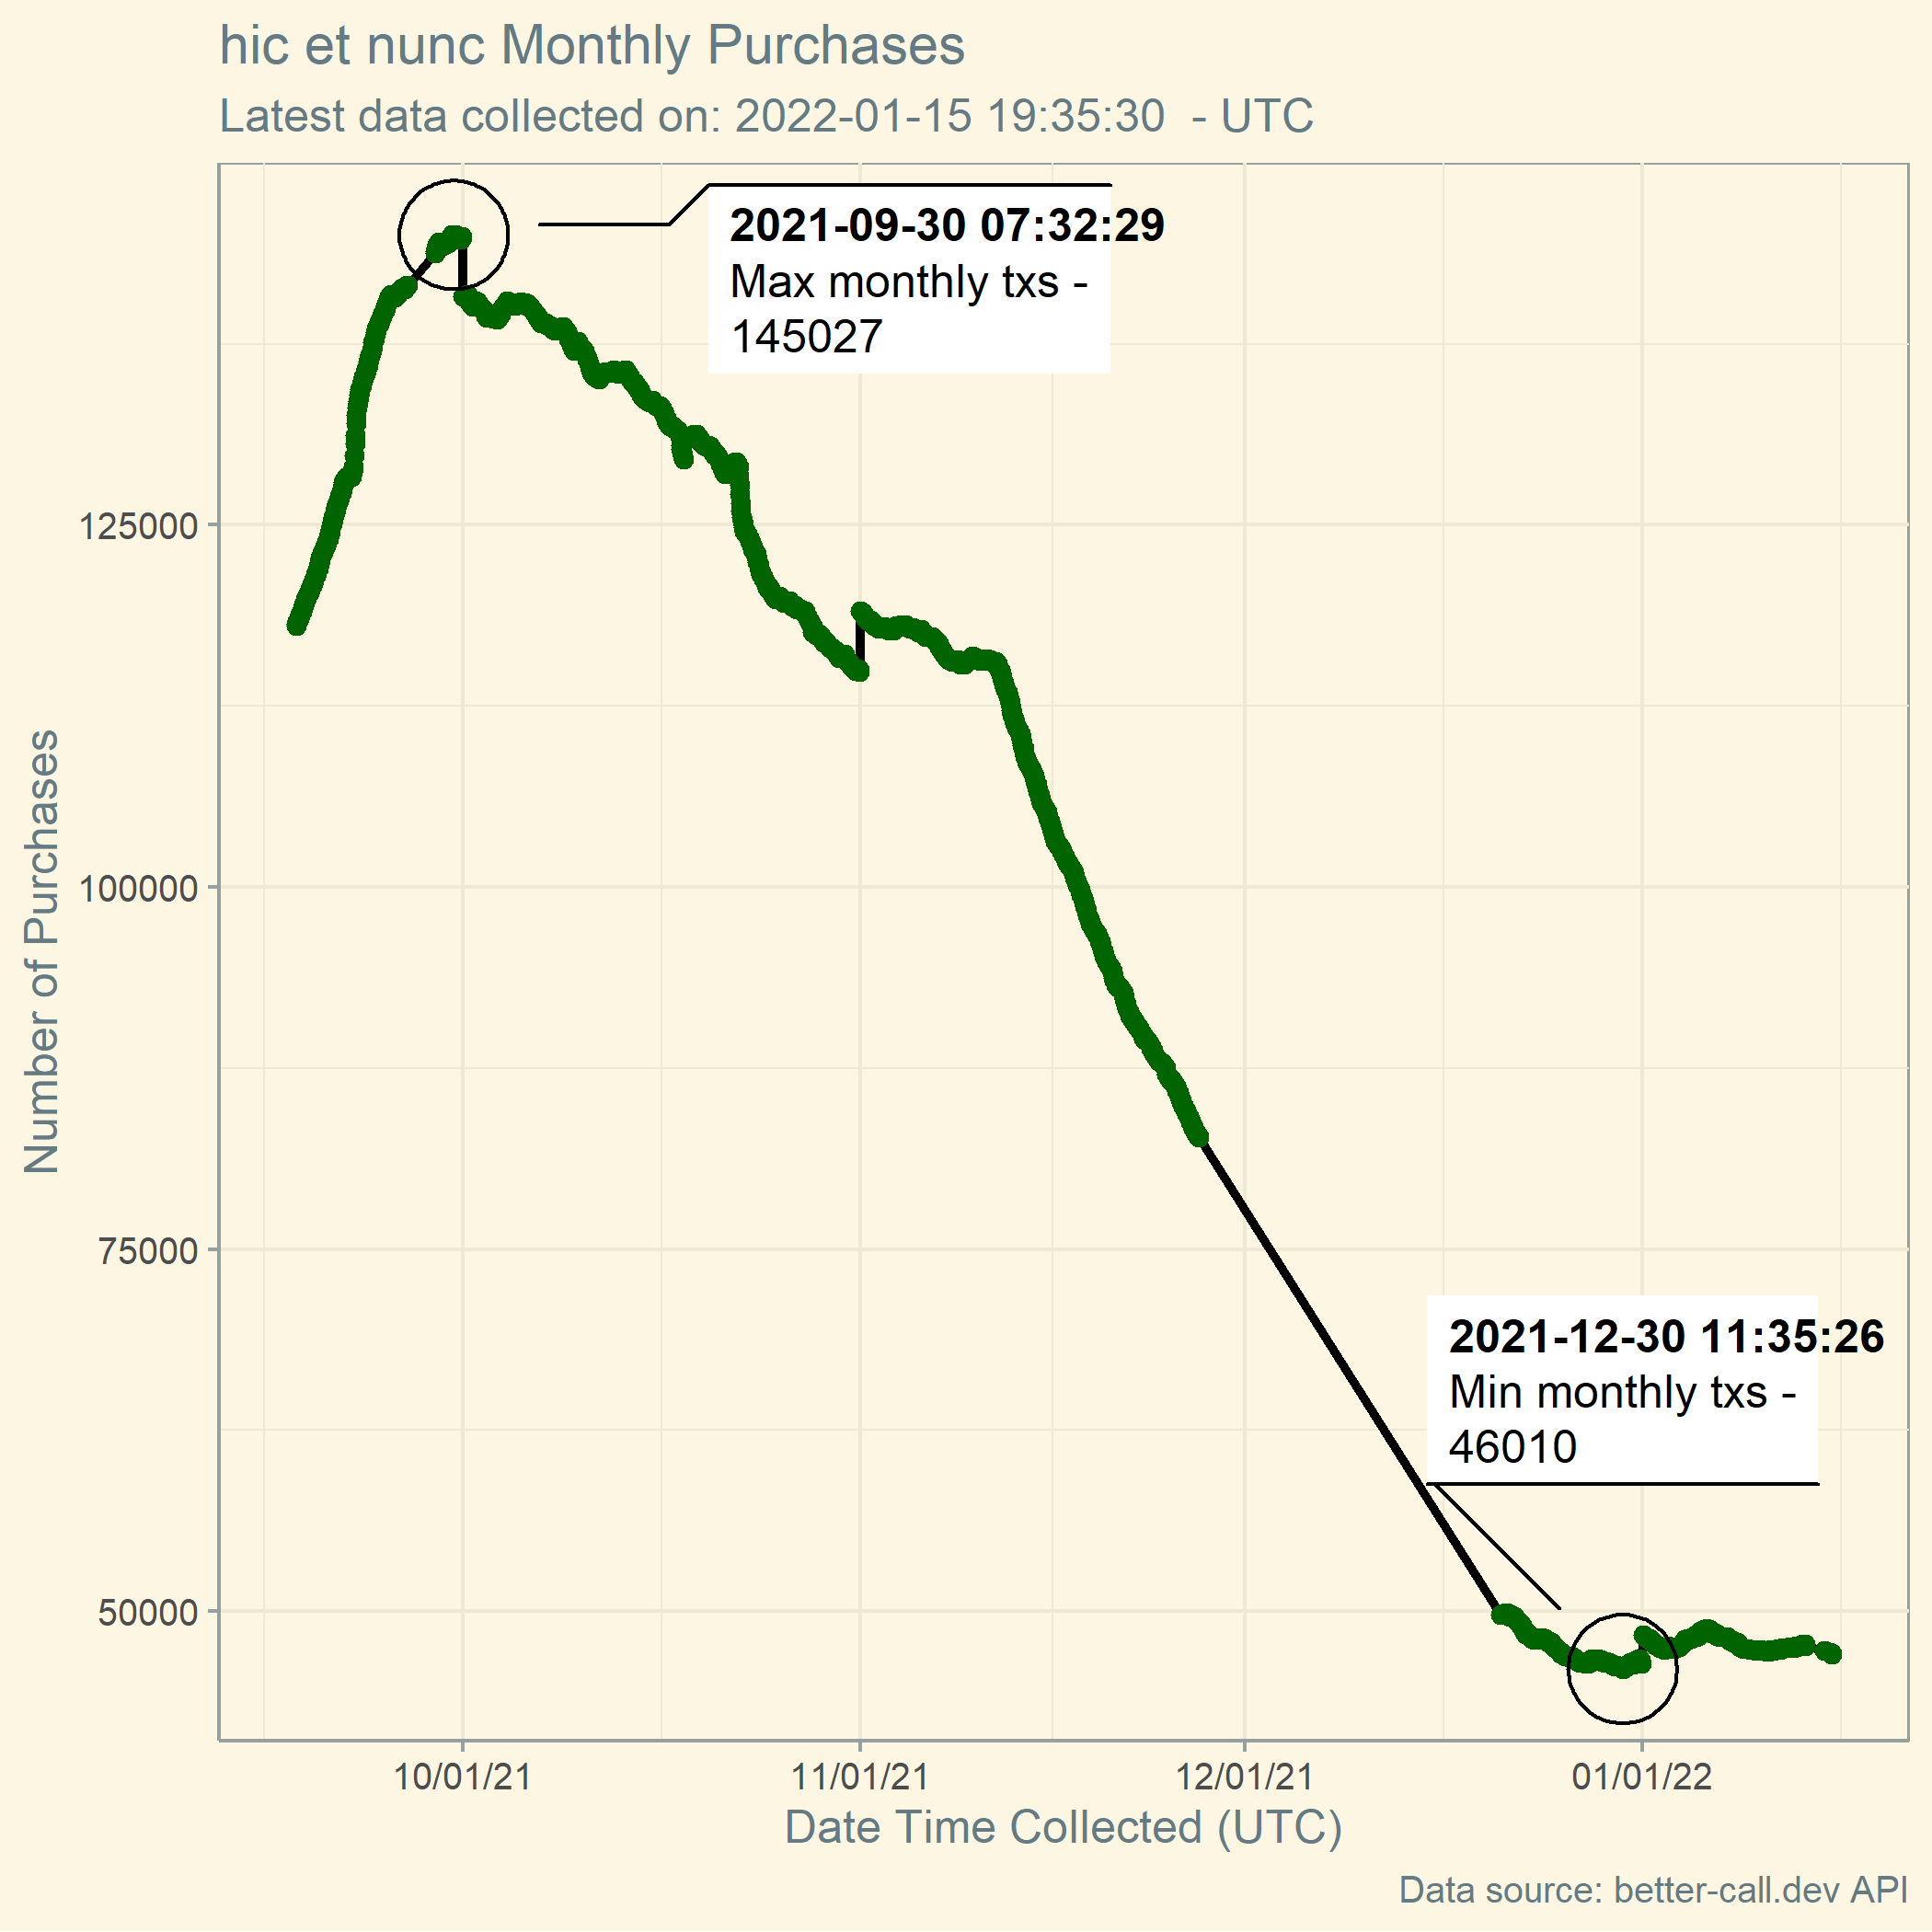 hic et nunc Monthly Purchases
Latest data collected on: 2022-01-15 19:35:30  - UTC
2021-09-30 07:32:29
Max monthly txs -
145027
125000
100000
75000
50000
Number of Purchases
2021-12-30 11:35:26
Min monthly txs -
46010
10/01/21
11/01/21
12/01/21
01/01/22
Date Time Collected (UTC)
Data source: better-call.dev API